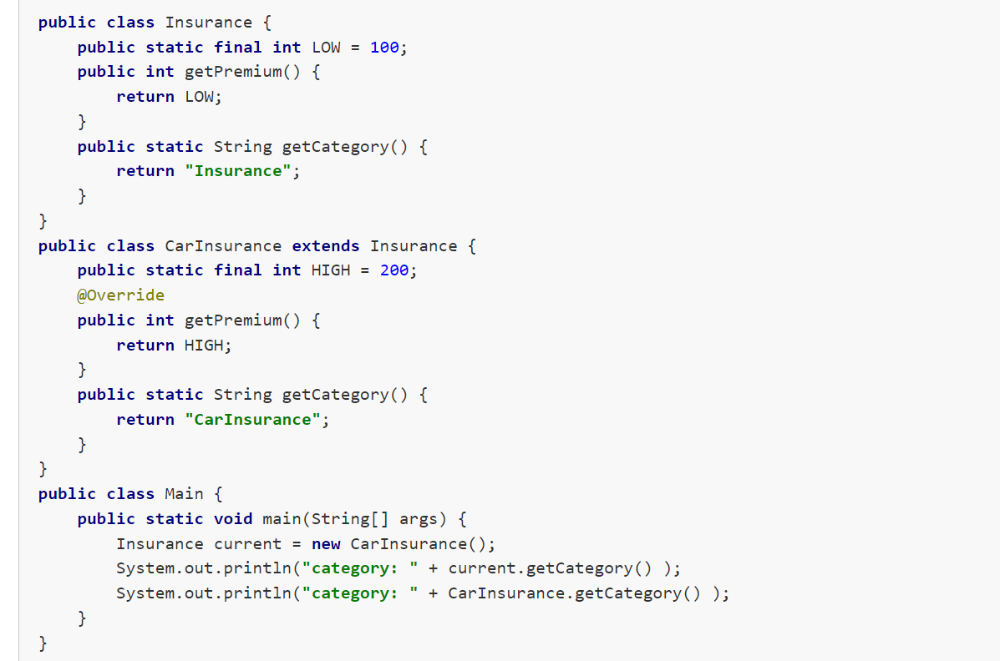 public class Insurance {
    public static final int LOW = 100;
    public int getPremium() {
        return LOW;
    }
    public static String getCategory() {
        return "Insurance";
    }
}
public class CarInsurance extends Insurance {
    public static final int HIGH = 200;
    @Override
    public int getPremium() {
        return HIGH;
    }
    public static String getCategory() {
        return "CarInsurance";
    }
}
public class Main {
    public static void main(String[] args) {
        Insurance current = new CarInsurance();
        System.out.println("category: " + current.getCategory() );
        System.out.println("category: " + CarInsurance.getCategory() );
    }
}